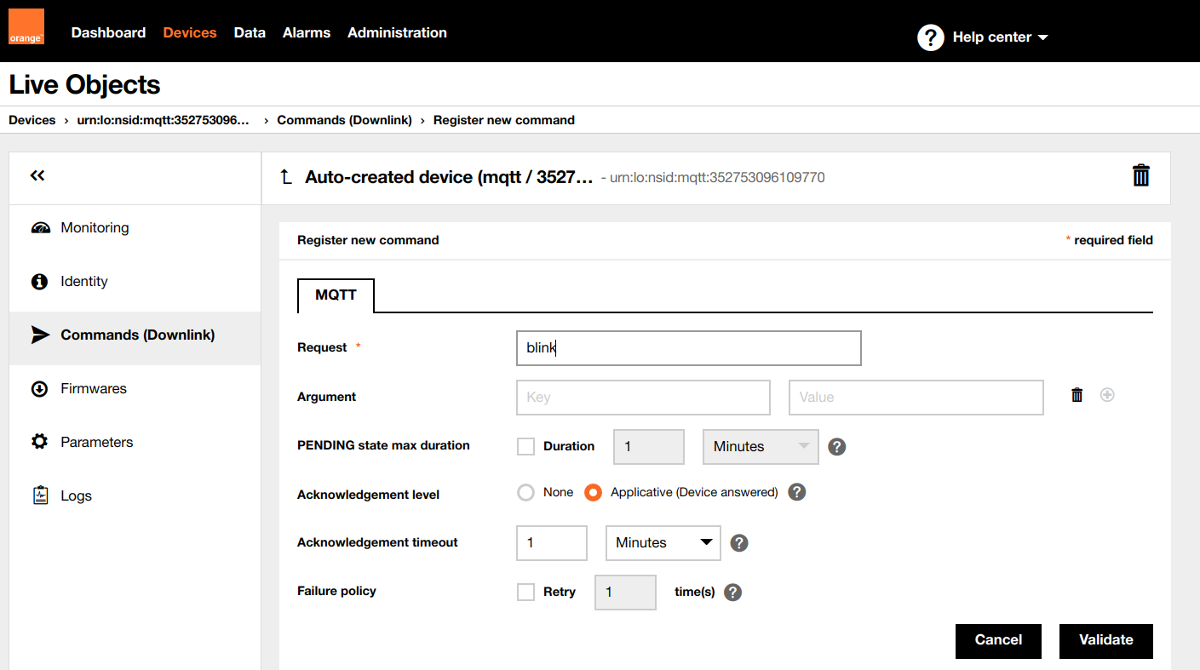 orange™
Dashboard Devices Data Alarms Administration
? Help center
Live Objects
Devices › urn:lo:nsid:mqtt:352753096... › Commands (Downlink) › Register new command
Auto-created device (mqtt / 3527... - urn:lo:nsid:mqtt:352753096109770
Monitoring
Identity
Commands (Downlink)
Firmwares
Parameters
Logs
Register new command * required field
MQTT
Request * blink
Argument Key Value
PENDING state max duration Duration 1 Minutes ?
Acknowledgement level None Applicative (Device answered) ?
Acknowledgement timeout 1 Minutes ?
Failure policy Retry 1 time(s) ?
Cancel Validate